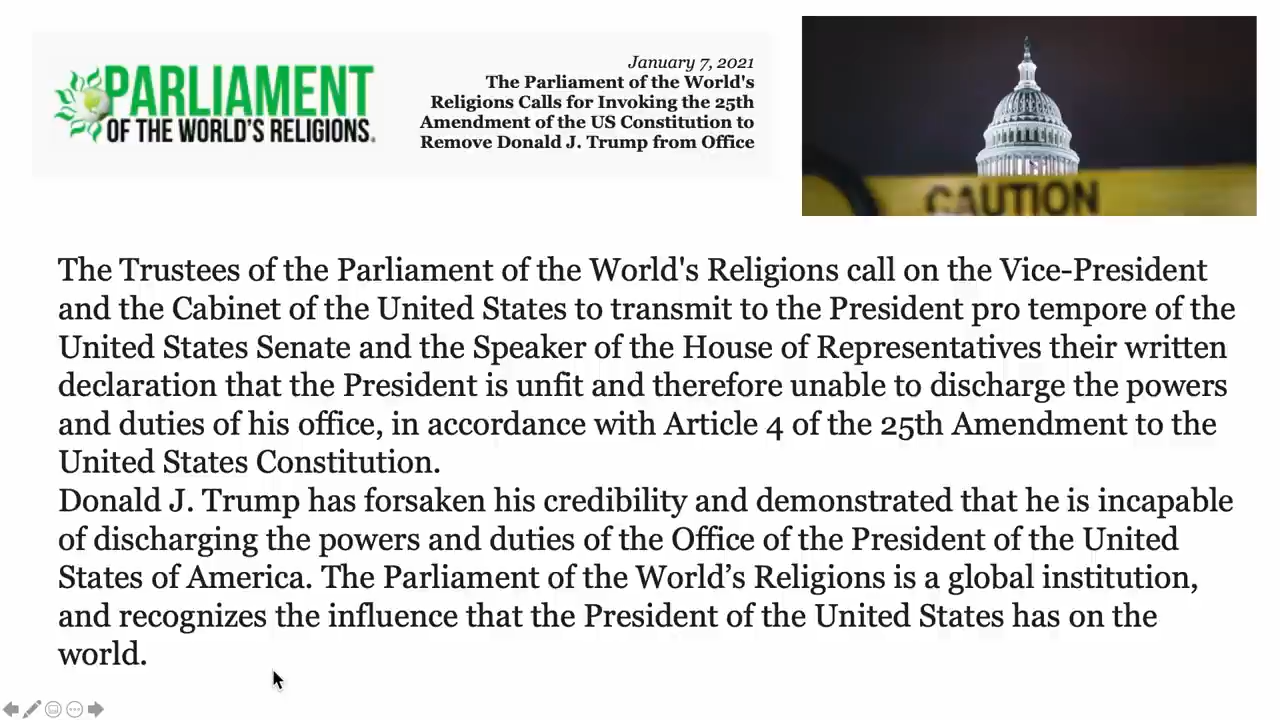 PARLIAMENT
OF THE WORLD'S RELIGIONS.
January 7, 2021
The Parliament of the World's
Religions Calls for Invoking the 25th
Amendment of the US Constitution to
Remove Donald J. Trump from Office
CAUTION
The Trustees of the Parliament of the World's Religions call on the Vice-President
and the Cabinet of the United States to transmit to the President pro tempore of the
United States Senate and the Speaker of the House of Representatives their written
declaration that the President is unfit and therefore unable to discharge the powers
and duties of his office, in accordance with Article 4 of the 25th Amendment to the
United States Constitution.
Donald J. Trump has forsaken his credibility and demonstrated that he is incapable
of discharging the powers and duties of the Office of the President of the United
States of America. The Parliament of the World’s Religions is a global institution,
and recognizes the influence that the President of the United States has on the
world.